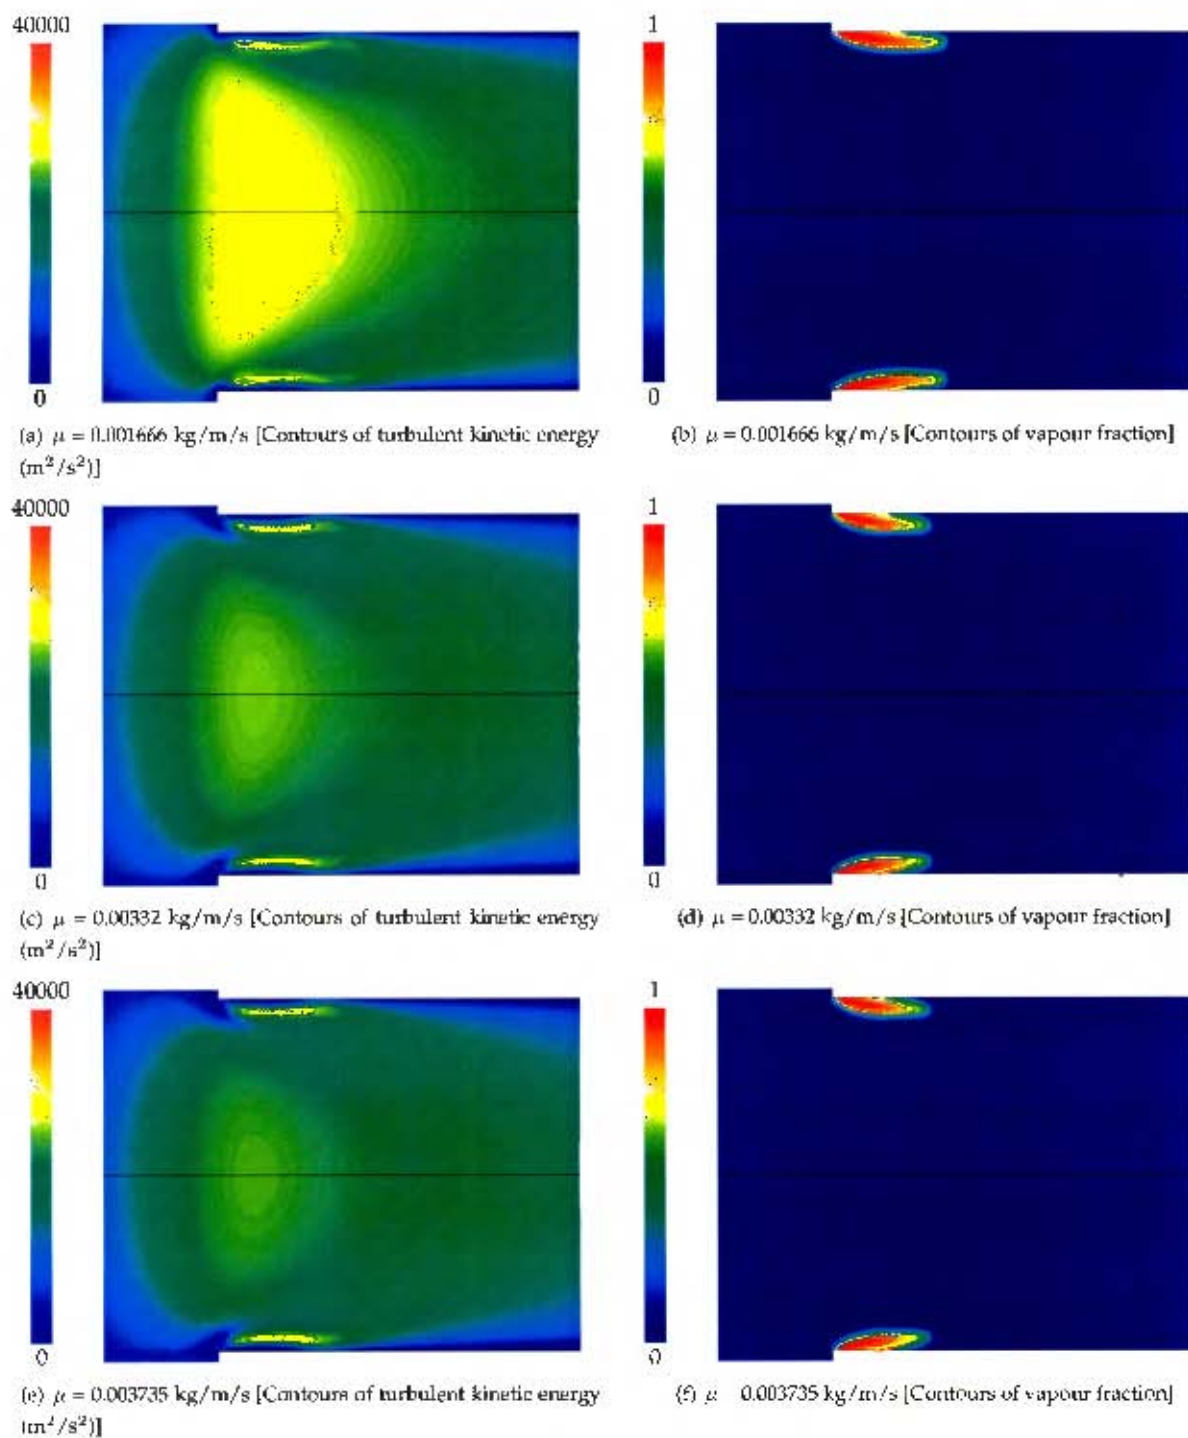 40000
1
0
0
(a) μ = 0.001666 kg/m/s [Contours of turbulent kinetic energy
(m²/s²)]
(b) μ = 0.001666 kg/m/s [Contours of vapour fraction]
40000
1
0
0
(c) μ = 0.00332 kg/m/s [Contours of turbulent kinetic energy
(m²/s²)]
(d) μ = 0.00332 kg/m/s [Contours of vapour fraction]
40000
1
0
0
(e) μ = 0.003735 kg/m/s [Contours of turbulent kinetic energy
(m²/s²)]
(f) μ 0.003735 kg/m/s [Contours of vapour fraction]